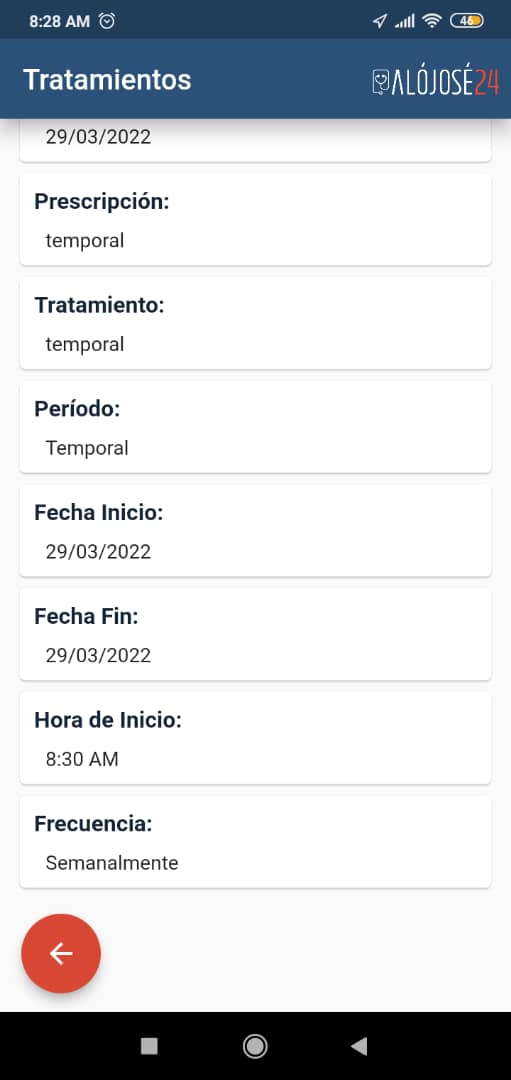 8:28 AM
46
Tratamientos
ALÓJOSÉ24
29/03/2022
Prescripción:
temporal
Tratamiento:
temporal
Período:
Temporal
Fecha Inicio:
29/03/2022
Fecha Fin:
29/03/2022
Hora de Inicio:
8:30 AM
Frecuencia:
Semanalmente